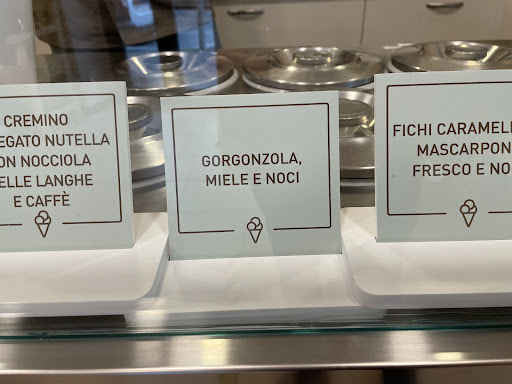 CREMINO
EGATO NUTELLA
ON NOCCIOLA
ELLE LANGHE
E CAFFÈ
GORGONZOLA,
MIELE E NOCI
FICHI CARAMELL
MASCARPON
FRESCO E NO